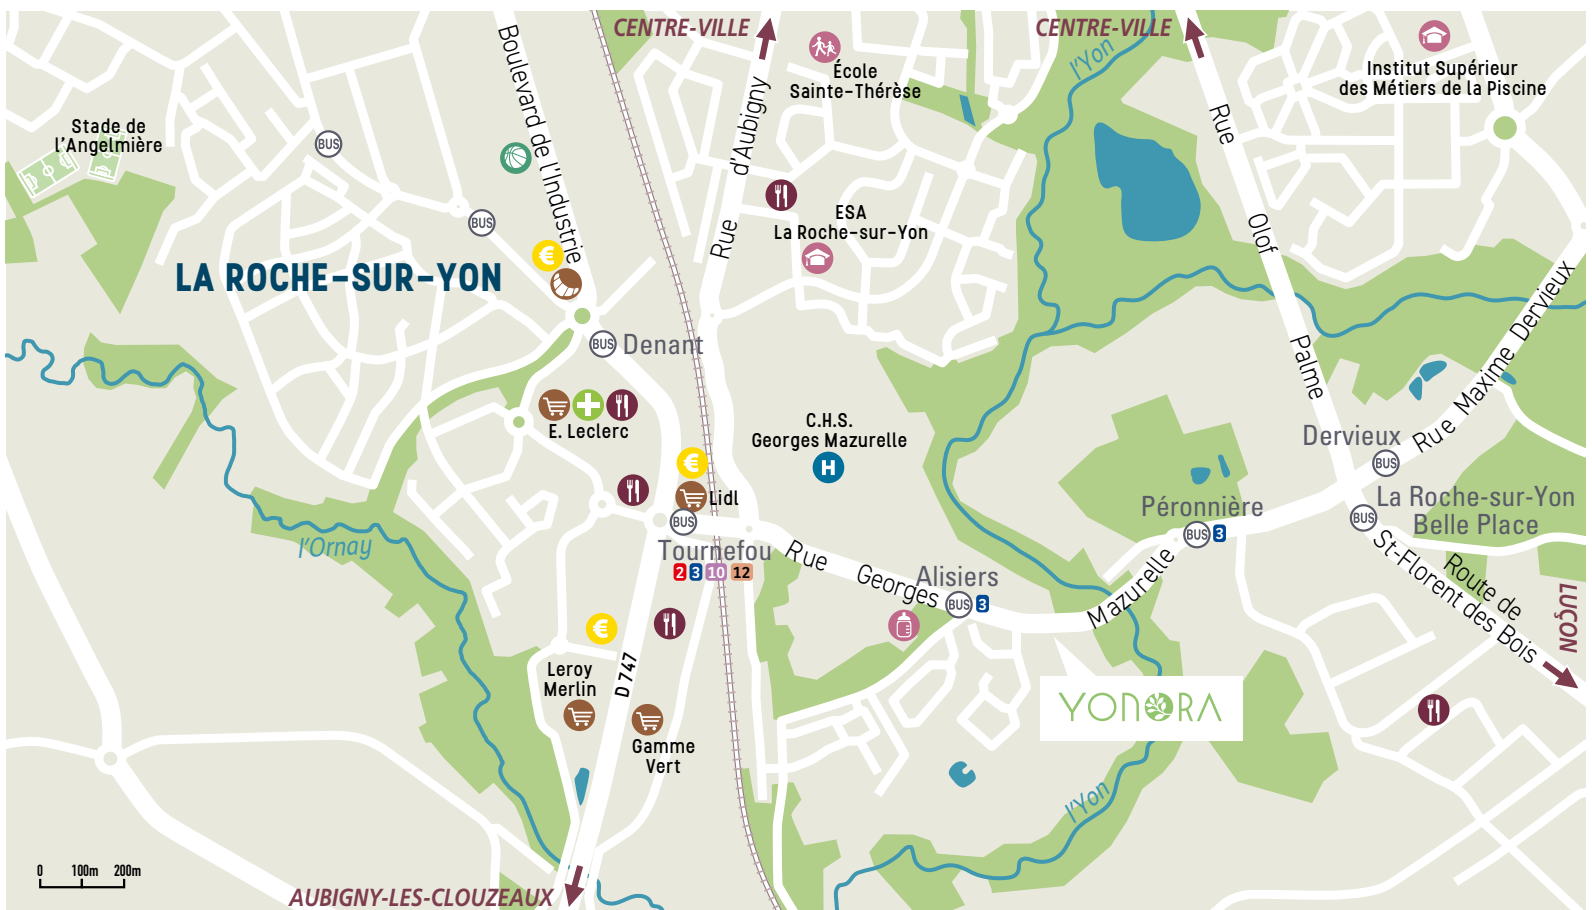 CENTRE-VILLE
CENTRE-VILLE
Boulevard de l'Industrie
École
Sainte-Thérèse
l'Yon
Institut Supérieur
des Métiers de la Piscine
Stade de
l'Angelmière
BUS
Rue d'Aubigny
Rue Olof Palme
BUS
ESA
La Roche-sur-Yon
€
LA ROCHE-SUR-YON
BUS Denant
Rue Maxime Dervieux
E. Leclerc
C.H.S.
Georges Mazurelle
H
Dervieux
BUS
€
Lidl
BUS
Tournefou
2 3 10 12
Péronnière
BUS 3
La Roche-sur-Yon
Belle Place
BUS
l'Ornay
Rue Georges Mazurelle
Alisiers
BUS 3
Route de
St-Florent des Bois
LUÇON
€
Leroy
Merlin
D 747
Gamme
Vert
YONORA
l'Yon
0 100m 200m
AUBIGNY-LES-CLOUZEAUX